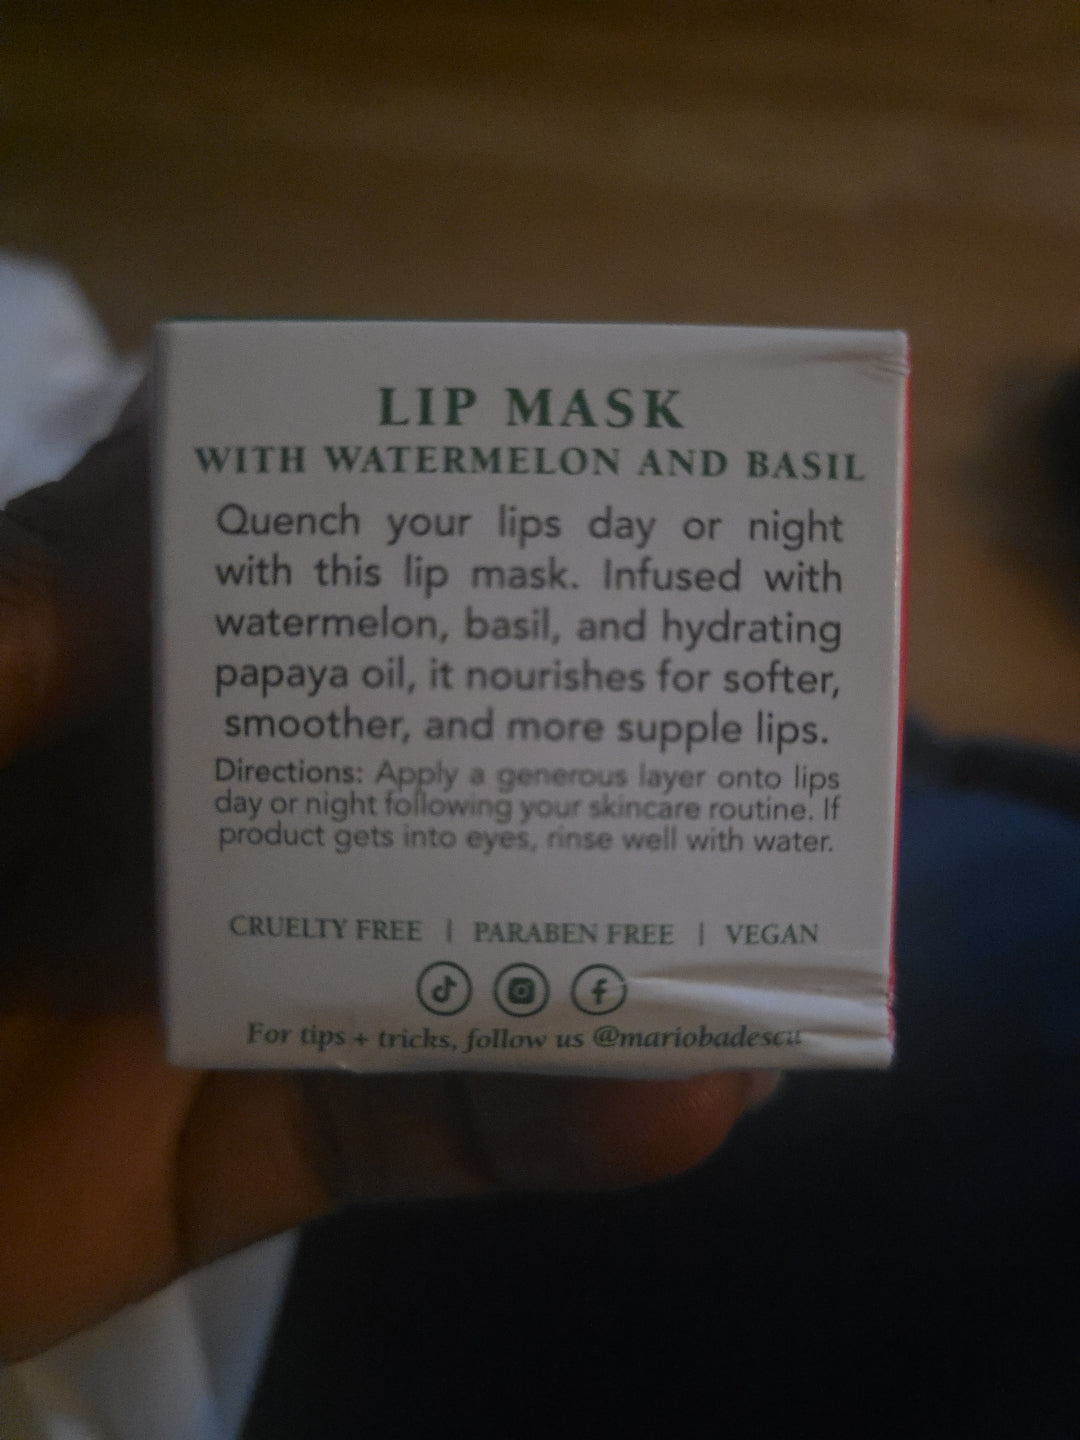 LIP MASK
WITH WATERMELON AND BASIL
Quench your lips day or night
with this lip mask. Infused with
watermelon, basil, and hydrating
papaya oil, it nourishes for softer,
smoother, and more supple lips.
Directions: Apply a generous layer onto lips
day or night following your skincare routine. If
product gets into eyes, rinse well with water.
CRUELTY FREE | PARABEN FREE | VEGAN
For tips + tricks, follow us @mariobadescu